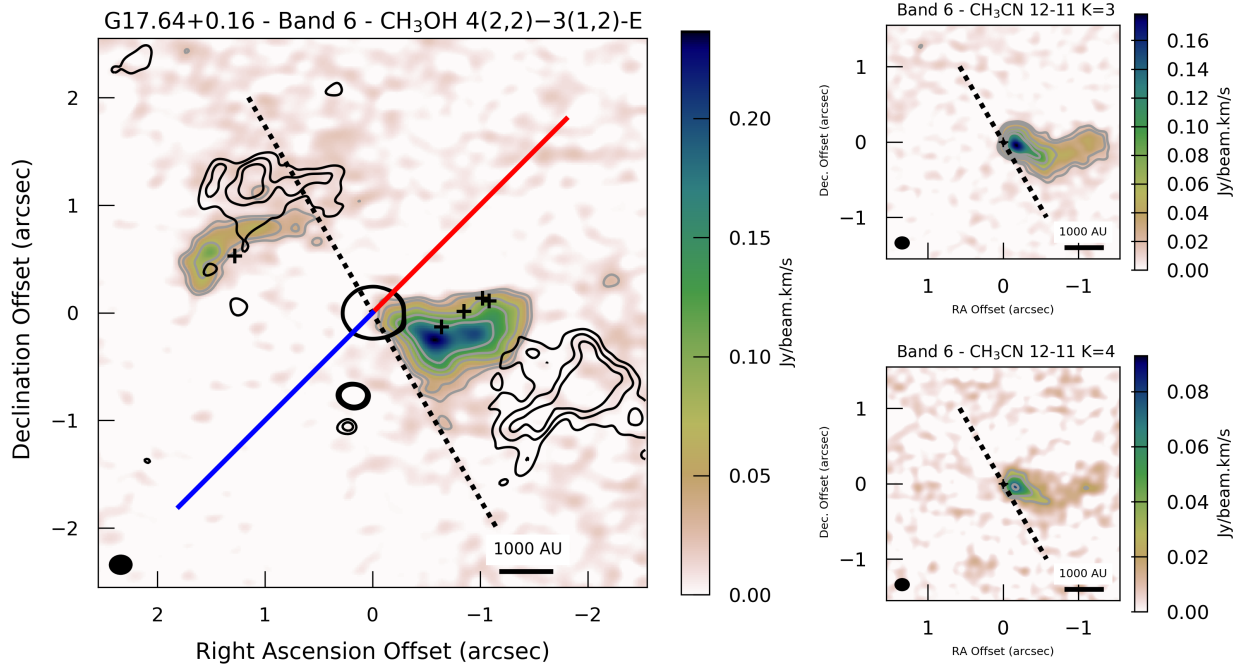 G17.64+0.16 - Band 6 - CH₃OH 4(2,2)−3(1,2)-E
2
1
0
−1
−2
Declination Offset (arcsec)
1000 AU
2
1
0
−1
−2
Right Ascension Offset (arcsec)
0.20
0.15
0.10
0.05
0.00
Jy/beam.km/s
Band 6 - CH₃CN 12-11 K=3
1
0
−1
Dec. Offset (arcsec)
1000 AU
1
0
−1
RA Offset (arcsec)
0.16
0.14
0.12
0.10
0.08
0.06
0.04
0.02
0.00
Jy/beam.km/s
Band 6 - CH₃CN 12-11 K=4
1
0
−1
Dec. Offset (arcsec)
1000 AU
1
0
−1
RA Offset (arcsec)
0.08
0.06
0.04
0.02
0.00
Jy/beam.km/s